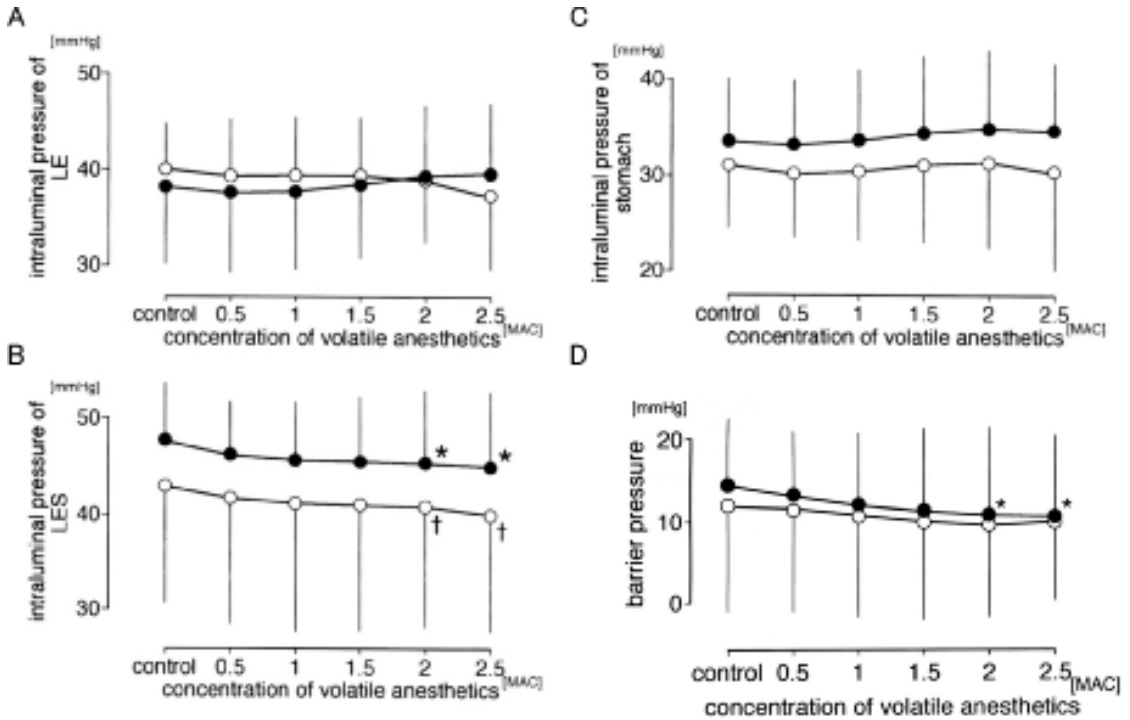 A
[mmHg]
intraluminal pressure of
LE
50
40
30
control 0.5 1 1.5 2 2.5 [MAC]
concentration of volatile anesthetics
B
[mmHg]
intraluminal pressure of
LES
50
40
30
* *
† †
control 0.5 1 1.5 2 2.5 [MAC]
concentration of volatile anesthetics
C
[mmHg]
intraluminal pressure of
stomach
40
30
20
control 0.5 1 1.5 2 2.5 [MAC]
concentration of volatile anesthetics
D
[mmHg]
barrier pressure
20
10
0
* *
control 0.5 1 1.5 2 2.5 [MAC]
concentration of volatile anesthetics